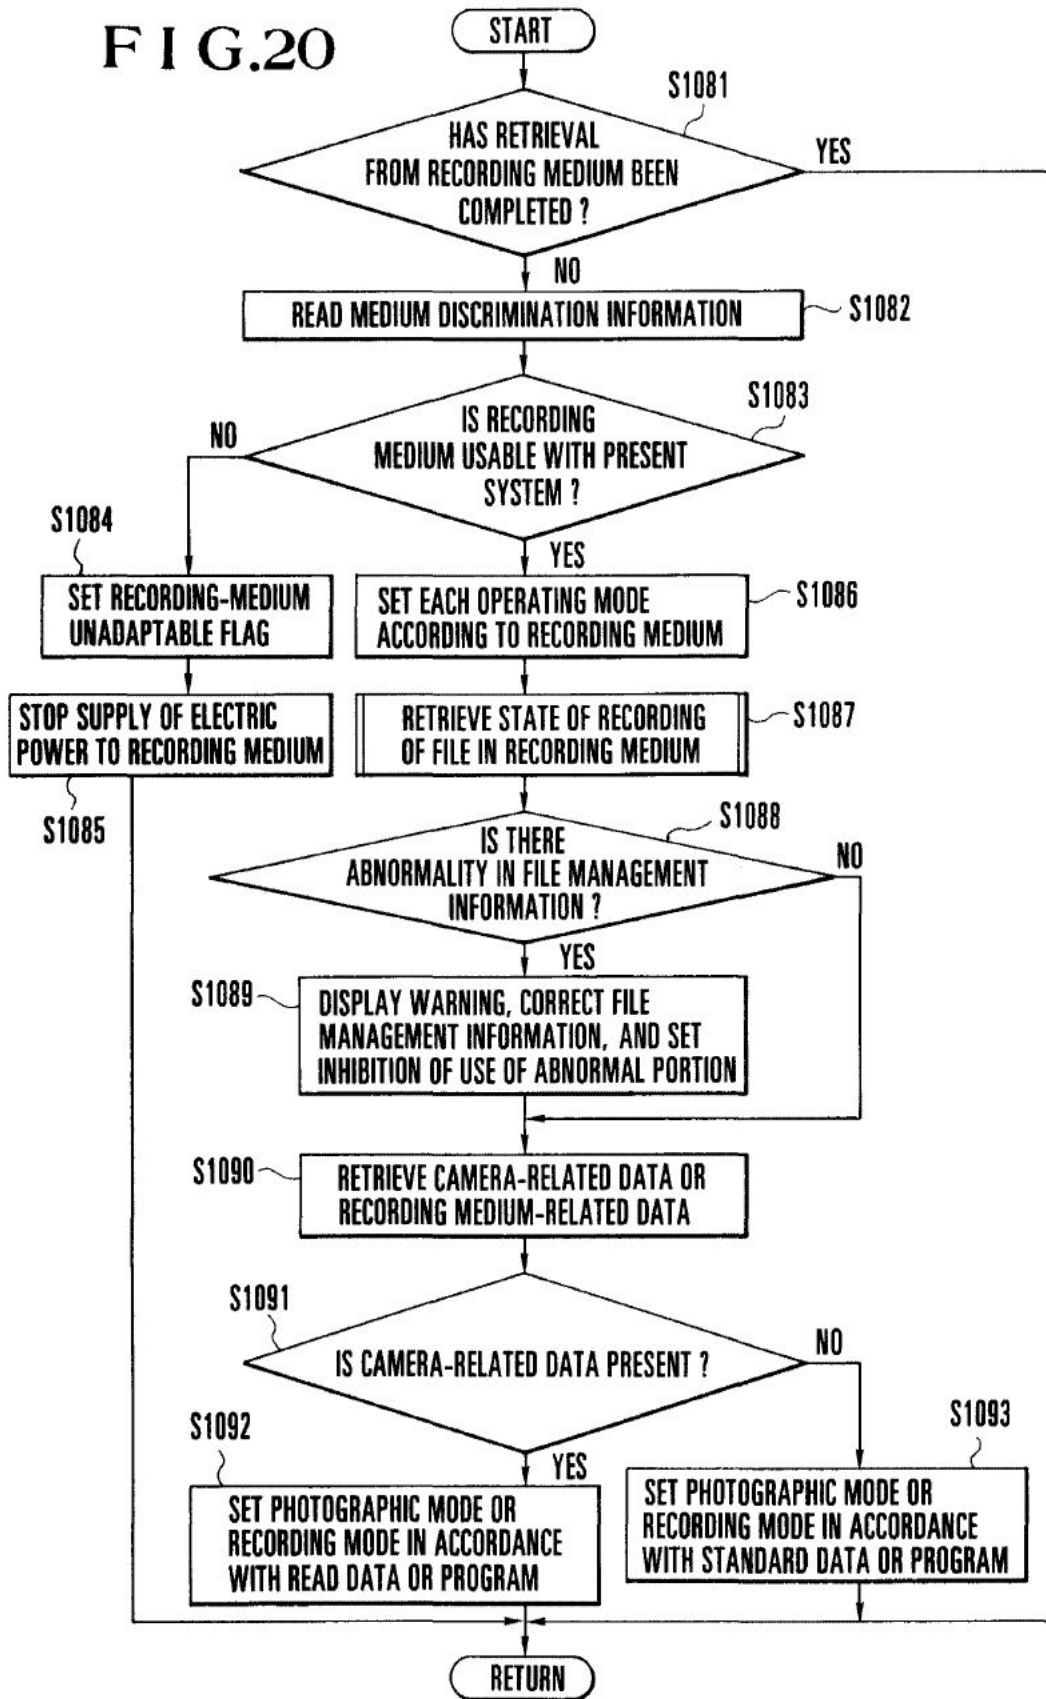 FIG.20
START
S1081
HAS RETRIEVAL
FROM RECORDING MEDIUM BEEN
COMPLETED ?
YES
NO
READ MEDIUM DISCRIMINATION INFORMATION
S1082
S1083
IS RECORDING
MEDIUM USABLE WITH PRESENT
SYSTEM ?
NO
YES
S1084
SET RECORDING-MEDIUM
UNADAPTABLE FLAG
SET EACH OPERATING MODE
ACCORDING TO RECORDING MEDIUM
S1086
STOP SUPPLY OF ELECTRIC
POWER TO RECORDING MEDIUM
S1085
RETRIEVE STATE OF RECORDING
OF FILE IN RECORDING MEDIUM
S1087
S1088
IS THERE
ABNORMALITY IN FILE MANAGEMENT
INFORMATION ?
NO
YES
S1089
DISPLAY WARNING, CORRECT FILE
MANAGEMENT INFORMATION, AND SET
INHIBITION OF USE OF ABNORMAL PORTION
S1090
RETRIEVE CAMERA-RELATED DATA OR
RECORDING MEDIUM-RELATED DATA
S1091
IS CAMERA-RELATED DATA PRESENT ?
NO
YES
S1092
SET PHOTOGRAPHIC MODE OR
RECORDING MODE IN ACCORDANCE
WITH READ DATA OR PROGRAM
S1093
SET PHOTOGRAPHIC MODE OR
RECORDING MODE IN ACCORDANCE
WITH STANDARD DATA OR PROGRAM
RETURN